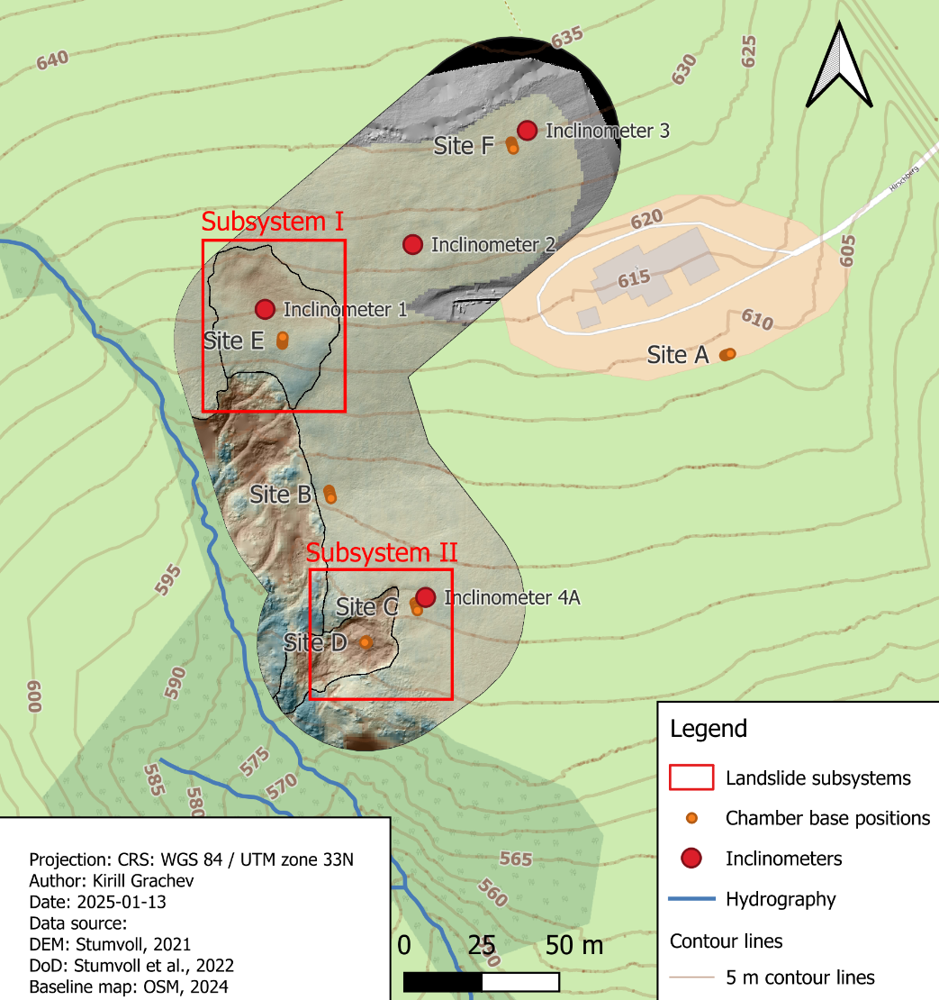 635
625
640
630
Inclinometer 3
Site F
Hirschberg
Subsystem I
620
Inclinometer 2
605
615
Inclinometer 1
610
Site E
Site A
Site B
Subsystem II
595
Inclinometer 4A
Site C
Site D
590
600
575
585
570
580
565
560
Legend
Landslide subsystems
Chamber base positions
Inclinometers
Hydrography
Contour lines
5 m contour lines
Projection: CRS: WGS 84 / UTM zone 33N
Author: Kirill Grachev
Date: 2025-01-13
Data source:
DEM: Stumvoll, 2021
DoD: Stumvoll et al., 2022
Baseline map: OSM, 2024
0 25 50 m